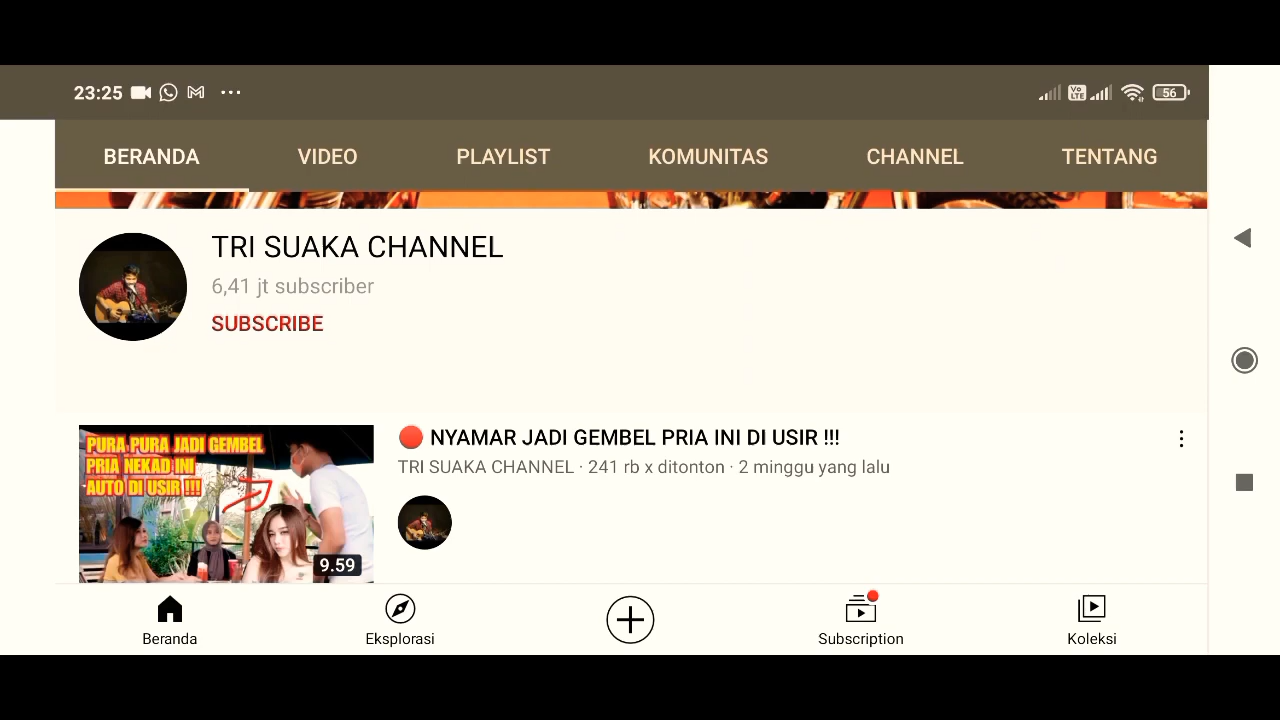 23:25
Vo LTE
56
BERANDA VIDEO PLAYLIST KOMUNITAS CHANNEL TENTANG
TRI SUAKA CHANNEL
6,41 jt subscriber
SUBSCRIBE
PURA PURA JADI GEMBEL
PRIA NEKAD INI
AUTO DI USIR !!!
9.59
🔴 NYAMAR JADI GEMBEL PRIA INI DI USIR !!!
TRI SUAKA CHANNEL · 241 rb x ditonton · 2 minggu yang lalu
Beranda Eksplorasi Subscription Koleksi